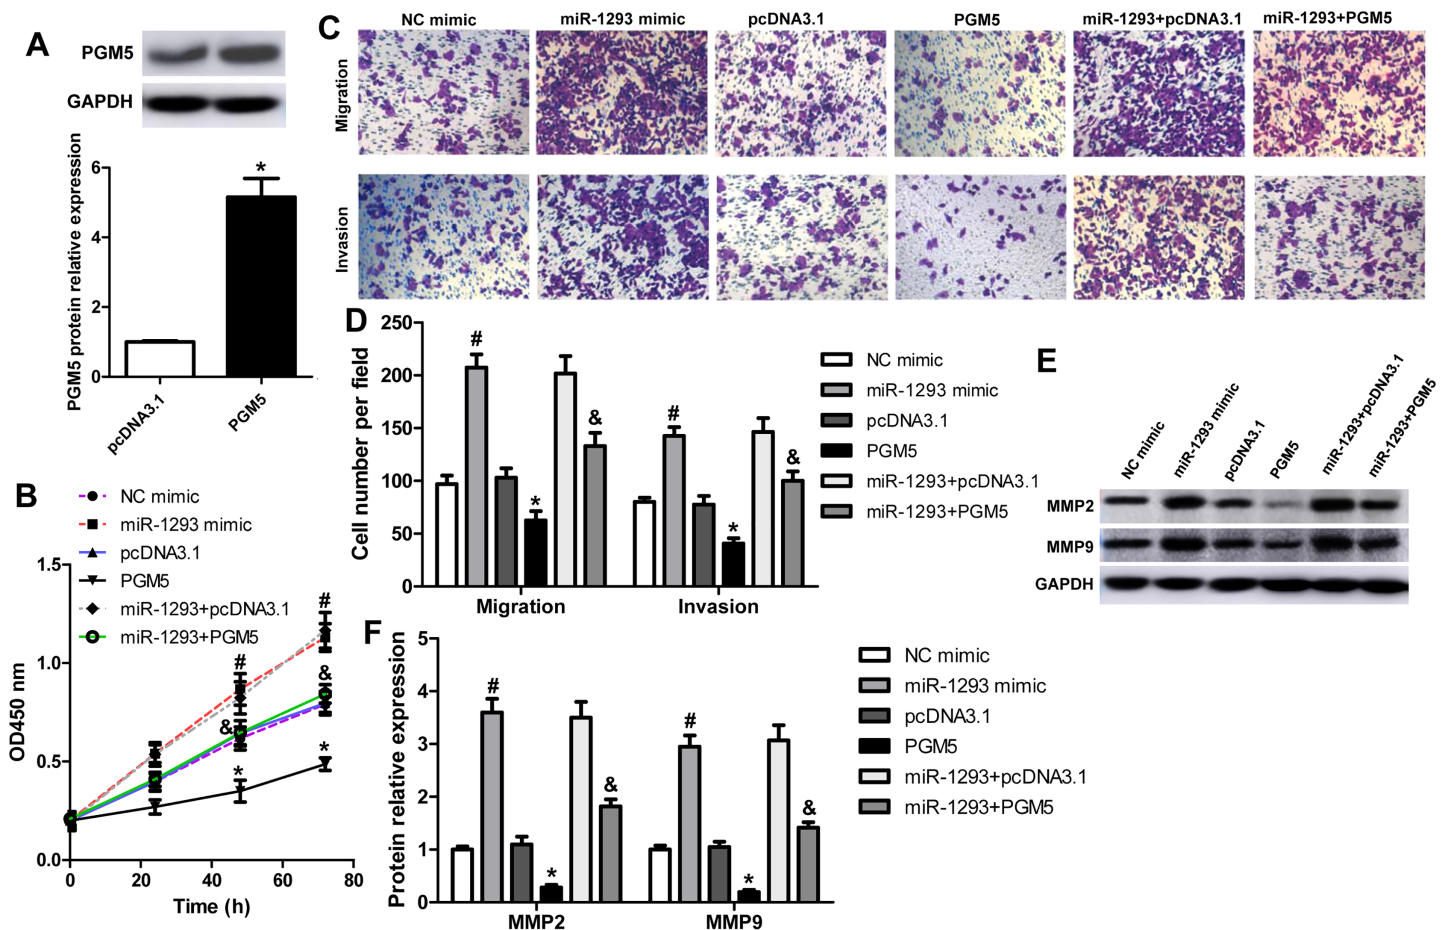 A
PGM5
GAPDH
PGM5 protein relative expression
6
*
4
2
0
pcDNA3.1
PGM5
C
NC mimic
miR-1293 mimic
pcDNA3.1
PGM5
miR-1293+pcDNA3.1
miR-1293+PGM5
Migration
Invasion
B
NC mimic
miR-1293 mimic
pcDNA3.1
PGM5
miR-1293+pcDNA3.1
miR-1293+PGM5
OD450 nm
1.5
1.0
0.5
0.0
#
#
&
&
*
*
0
20
40
60
80
Time (h)
D
Cell number per field
250
200
150
100
50
0
#
*
&
#
*
&
Migration
Invasion
NC mimic
miR-1293 mimic
pcDNA3.1
PGM5
miR-1293+pcDNA3.1
miR-1293+PGM5
E
NC mimic
miR-1293 mimic
pcDNA3.1
PGM5
miR-1293+pcDNA3.1
miR-1293+PGM5
MMP2
MMP9
GAPDH
F
Protein relative expression
5
4
3
2
1
0
#
*
&
#
*
&
MMP2
MMP9
NC mimic
miR-1293 mimic
pcDNA3.1
PGM5
miR-1293+pcDNA3.1
miR-1293+PGM5